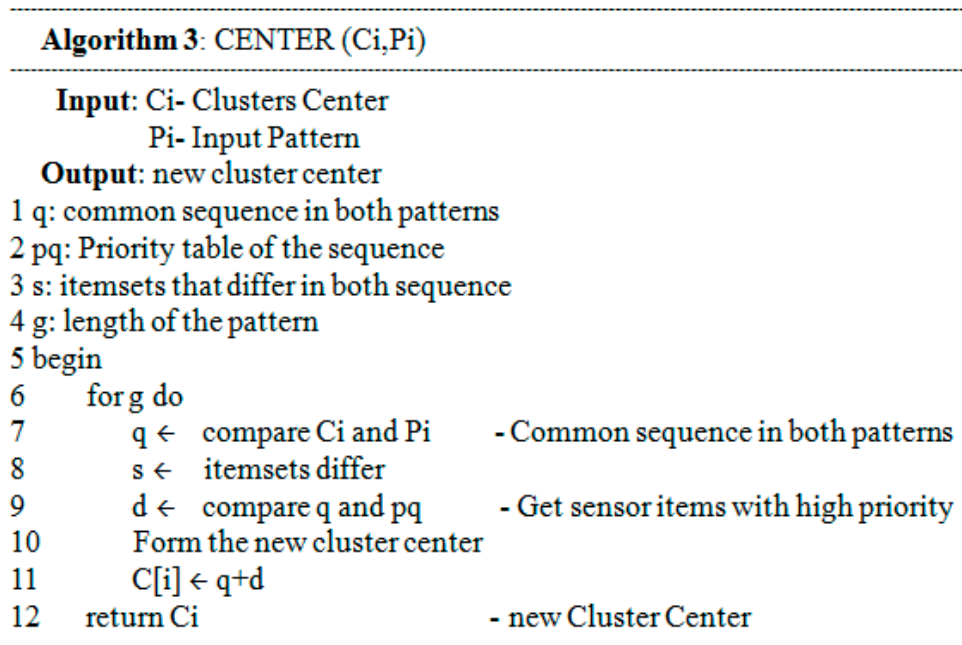 Algorithm 3: CENTER (Ci,Pi)
Input: Ci- Clusters Center
Pi- Input Pattern
Output: new cluster center
1 q: common sequence in both patterns
2 pq: Priority table of the sequence
3 s: itemsets that differ in both sequence
4 g: length of the pattern
5 begin
6 for g do
7 q ← compare Ci and Pi - Common sequence in both patterns
8 s ← itemsets differ
9 d ← compare q and pq - Get sensor items with high priority
10 Form the new cluster center
11 C[i] ← q+d
12 return Ci - new Cluster Center